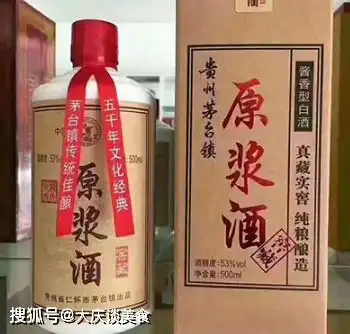 五千年文化经典
茅台镇传统佳酿
酒精度:53%
500ml
原浆酒
贵州省仁怀市茅台镇出品
贵州茅台镇
原浆酒
酱香型白酒
真藏实窖 纯粮酿造
酒精度:53%vol
净含量:500ml
搜狐号@大庆谈美食